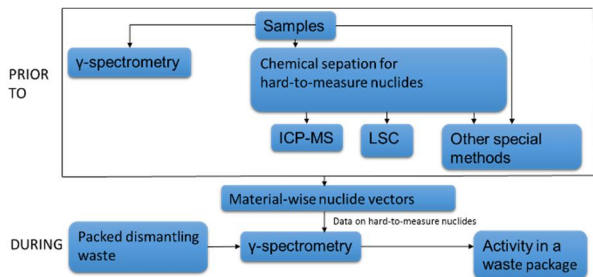 Samples
γ-spectrometry
Chemical sepation for
hard-to-measure nuclides
PRIOR
TO
ICP-MS
LSC
Other special
methods
Material-wise nuclide vectors
Data on hard-to-measure nuclides
DURING
Packed dismantling
waste
γ-spectrometry
Activity in a
waste package